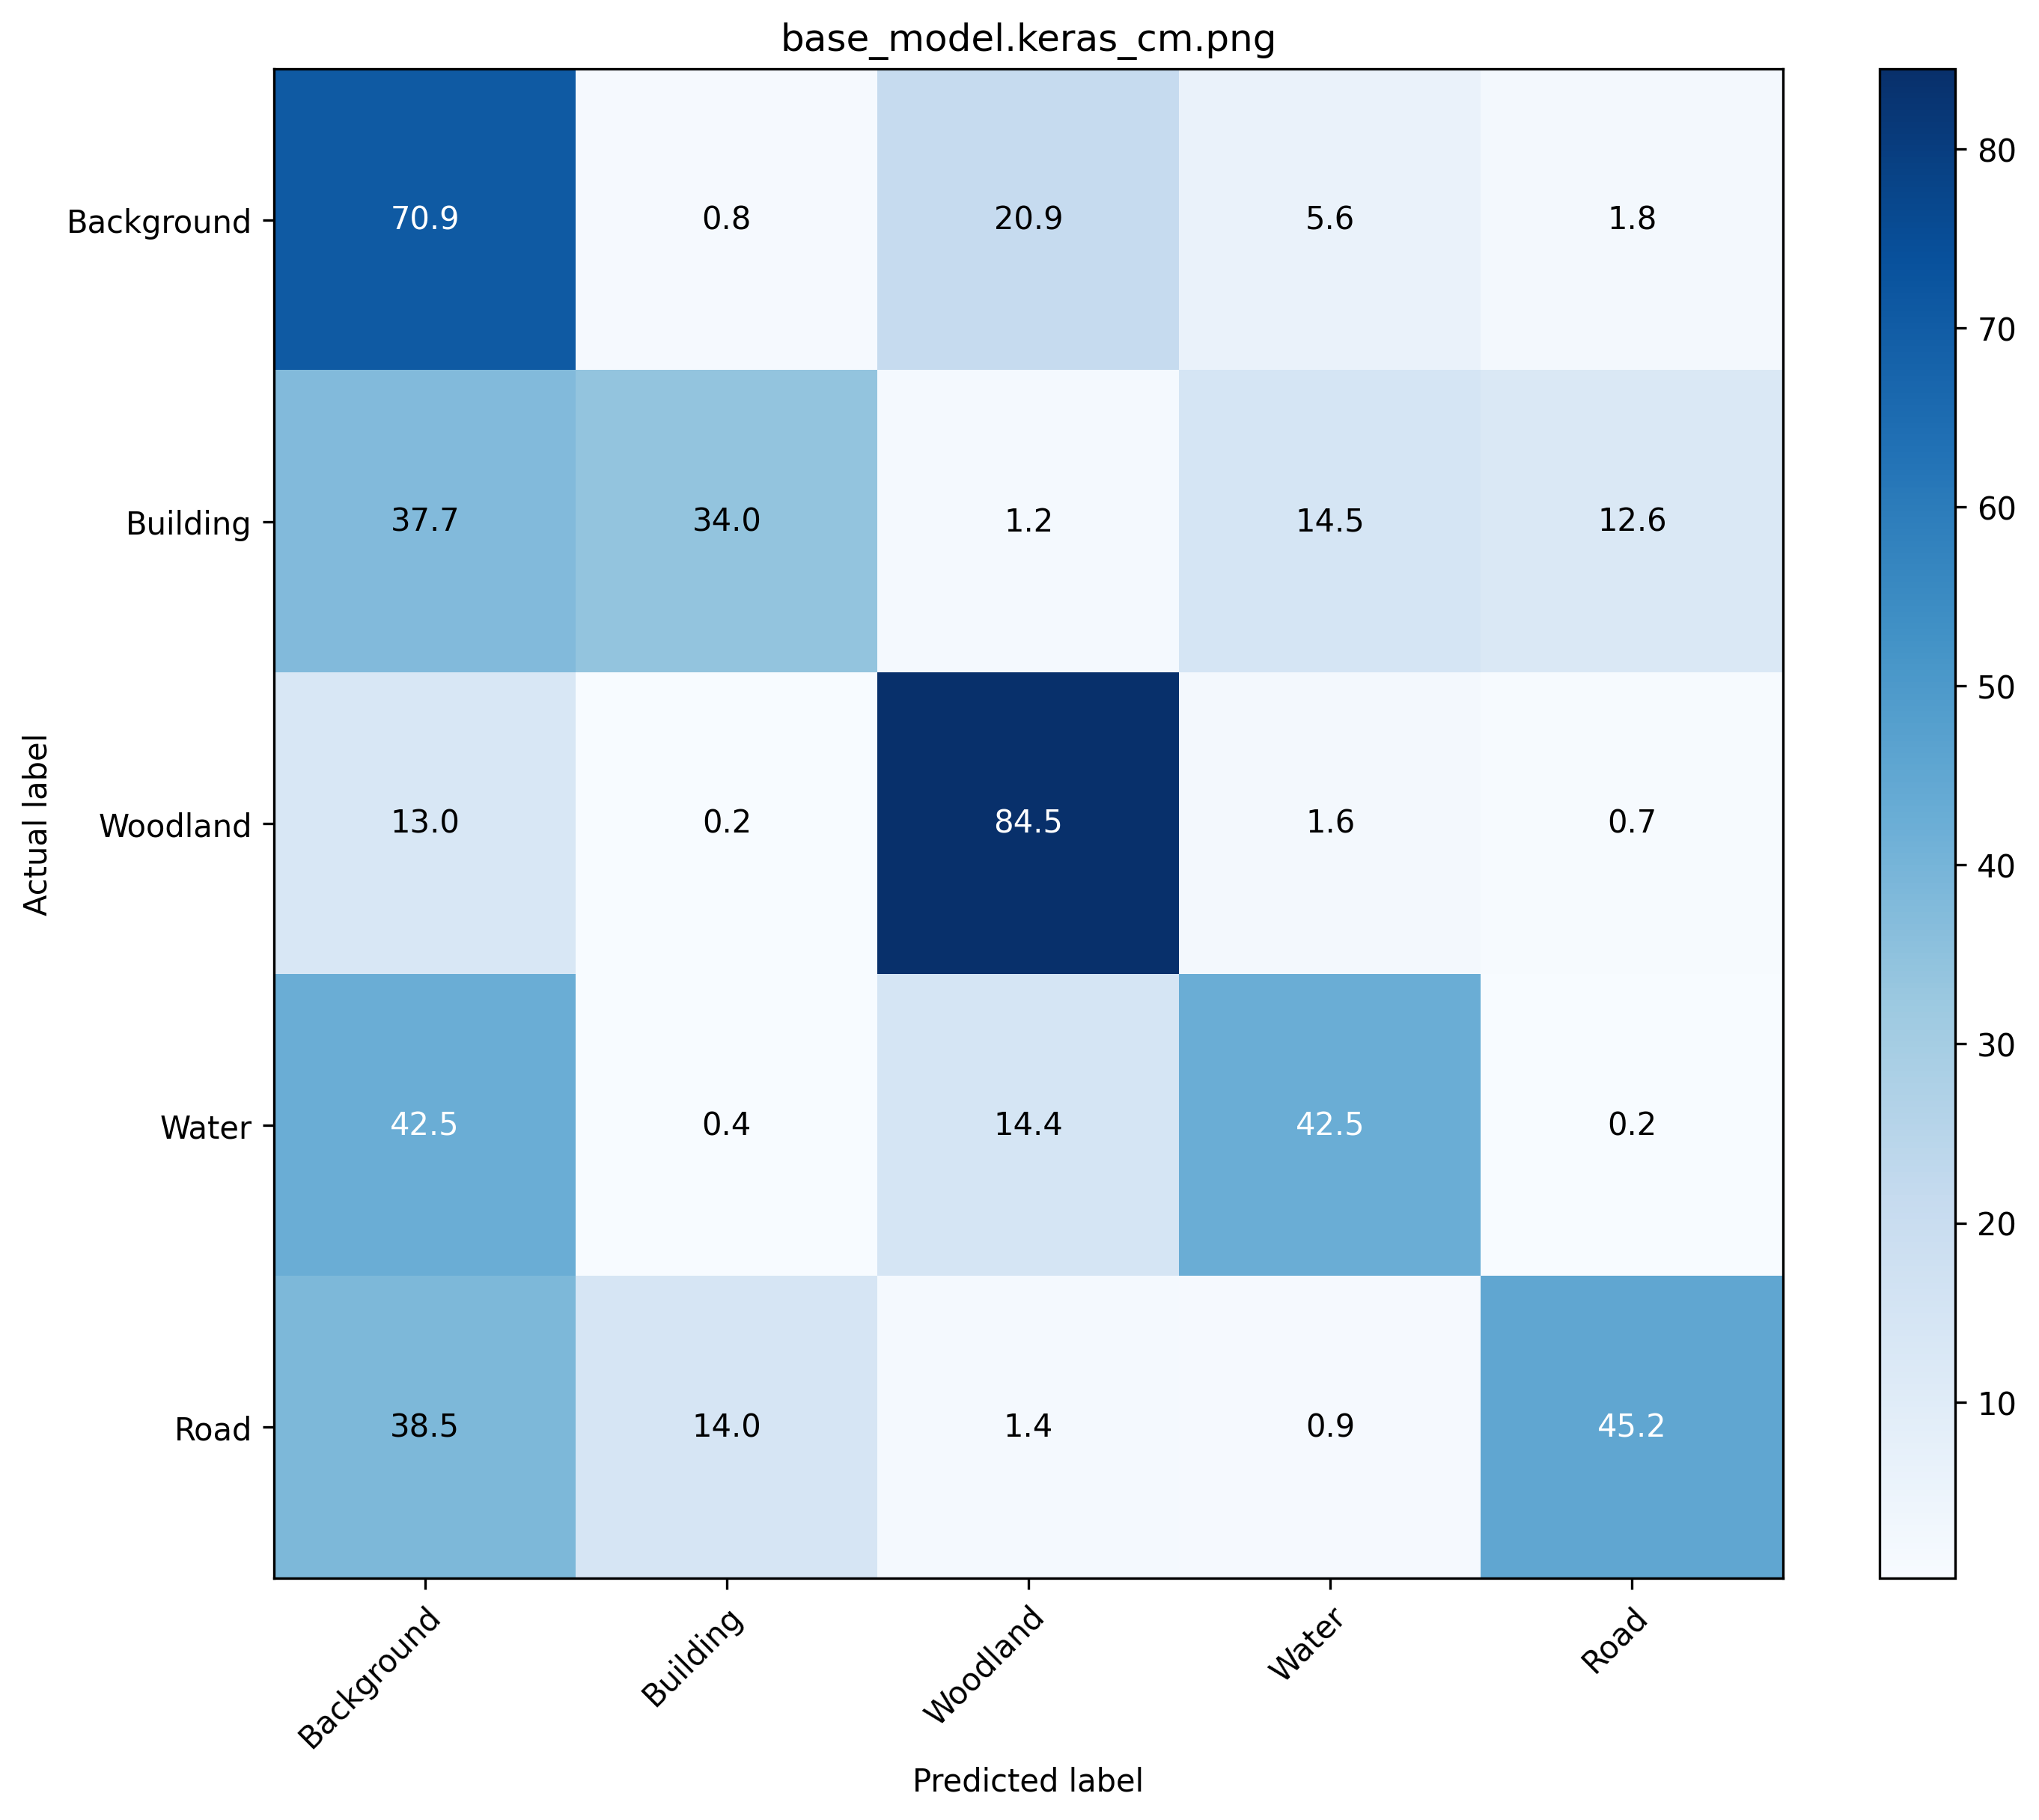 base_model.keras_cm.png
Background 70.9 0.8 20.9 5.6 1.8
Building 37.7 34.0 1.2 14.5 12.6
Woodland 13.0 0.2 84.5 1.6 0.7
Water 42.5 0.4 14.4 42.5 0.2
Road 38.5 14.0 1.4 0.9 45.2
Actual label
Background Building Woodland Water Road
Predicted label
80
70
60
50
40
30
20
10